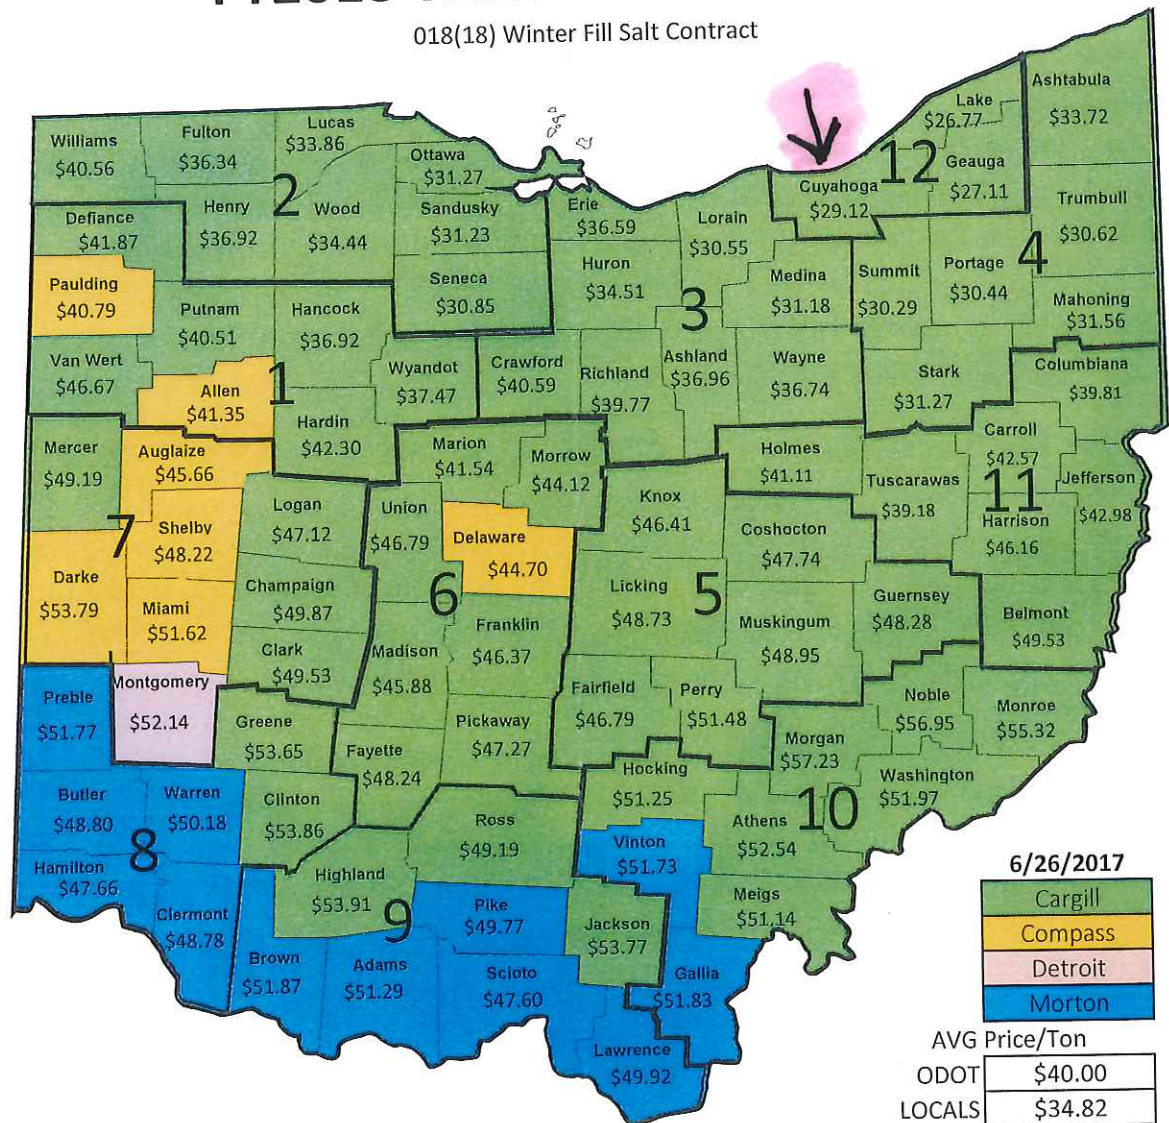 018(18) Winter Fill Salt Contract
Williams
$40.56
Fulton
$36.34
Lucas
$33.86
Ottawa
$31.27
Lake
$26.77
Ashtabula
$33.72
Cuyahoga
$29.12
12
Geauga
$27.11
Defiance
$41.87
Henry
$36.92
2
Wood
$34.44
Sandusky
$31.23
Erie
$36.59
Lorain
$30.55
Trumbull
$30.62
Paulding
$40.79
Putnam
$40.51
Hancock
$36.92
Seneca
$30.85
Huron
$34.51
3
Medina
$31.18
Summit
$30.29
Portage
$30.44
4
Mahoning
$31.56
Van Wert
$46.67
Allen
$41.35
1
Wyandot
$37.47
Crawford
$40.59
Richland
$39.77
Ashland
$36.96
Wayne
$36.74
Stark
$31.27
Columbiana
$39.81
Hardin
$42.30
Mercer
$49.19
Auglaize
$45.66
Marion
$41.54
Morrow
$44.12
Holmes
$41.11
Carroll
$42.57
Tuscarawas
$39.18
11
Jefferson
$42.98
Harrison
$46.16
Logan
$47.12
Union
$46.79
Knox
$46.41
Coshocton
$47.74
7
Shelby
$48.22
Delaware
$44.70
Darke
$53.79
Miami
$51.62
Champaign
$49.87
6
Licking
$48.73
5
Muskingum
$48.95
Guernsey
$48.28
Belmont
$49.53
Clark
$49.53
Madison
$45.88
Franklin
$46.37
Preble
$51.77
Montgomery
$52.14
Greene
$53.65
Fayette
$48.24
Pickaway
$47.27
Fairfield
$46.79
Perry
$51.48
Morgan
$57.23
Noble
$56.95
Monroe
$55.32
Hocking
$51.25
Washington
$51.97
Butler
$48.80
Warren
$50.18
Clinton
$53.86
Ross
$49.19
Athens
$52.54
10
8
Hamilton
$47.66
Clermont
$48.78
Highland
$53.91
9
Vinton
$51.73
Pike
$49.77
Jackson
$53.77
Meigs
$51.14
Brown
$51.87
Adams
$51.29
Scioto
$47.60
Gallia
$51.83
Lawrence
$49.92
6/26/2017
Cargill
Compass
Detroit
Morton
AVG Price/Ton
ODOT $40.00
LOCALS $34.82